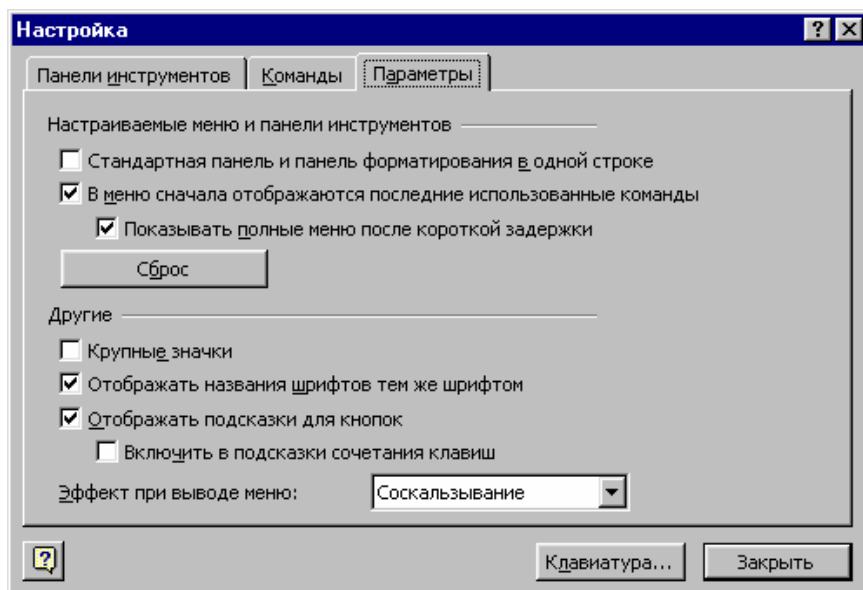 Настройка
Панели инструментов Команды Параметры
Настраиваемые меню и панели инструментов
Стандартная панель и панель форматирования в одной строке
В меню сначала отображаются последние использованные команды
Показывать полные меню после короткой задержки
Сброс
Другие
Крупные значки
Отображать названия шрифтов тем же шрифтом
Отображать подсказки для кнопок
Включить в подсказки сочетания клавиш
Эффект при выводе меню: Соскальзывание
Клавиатура... Закрыть